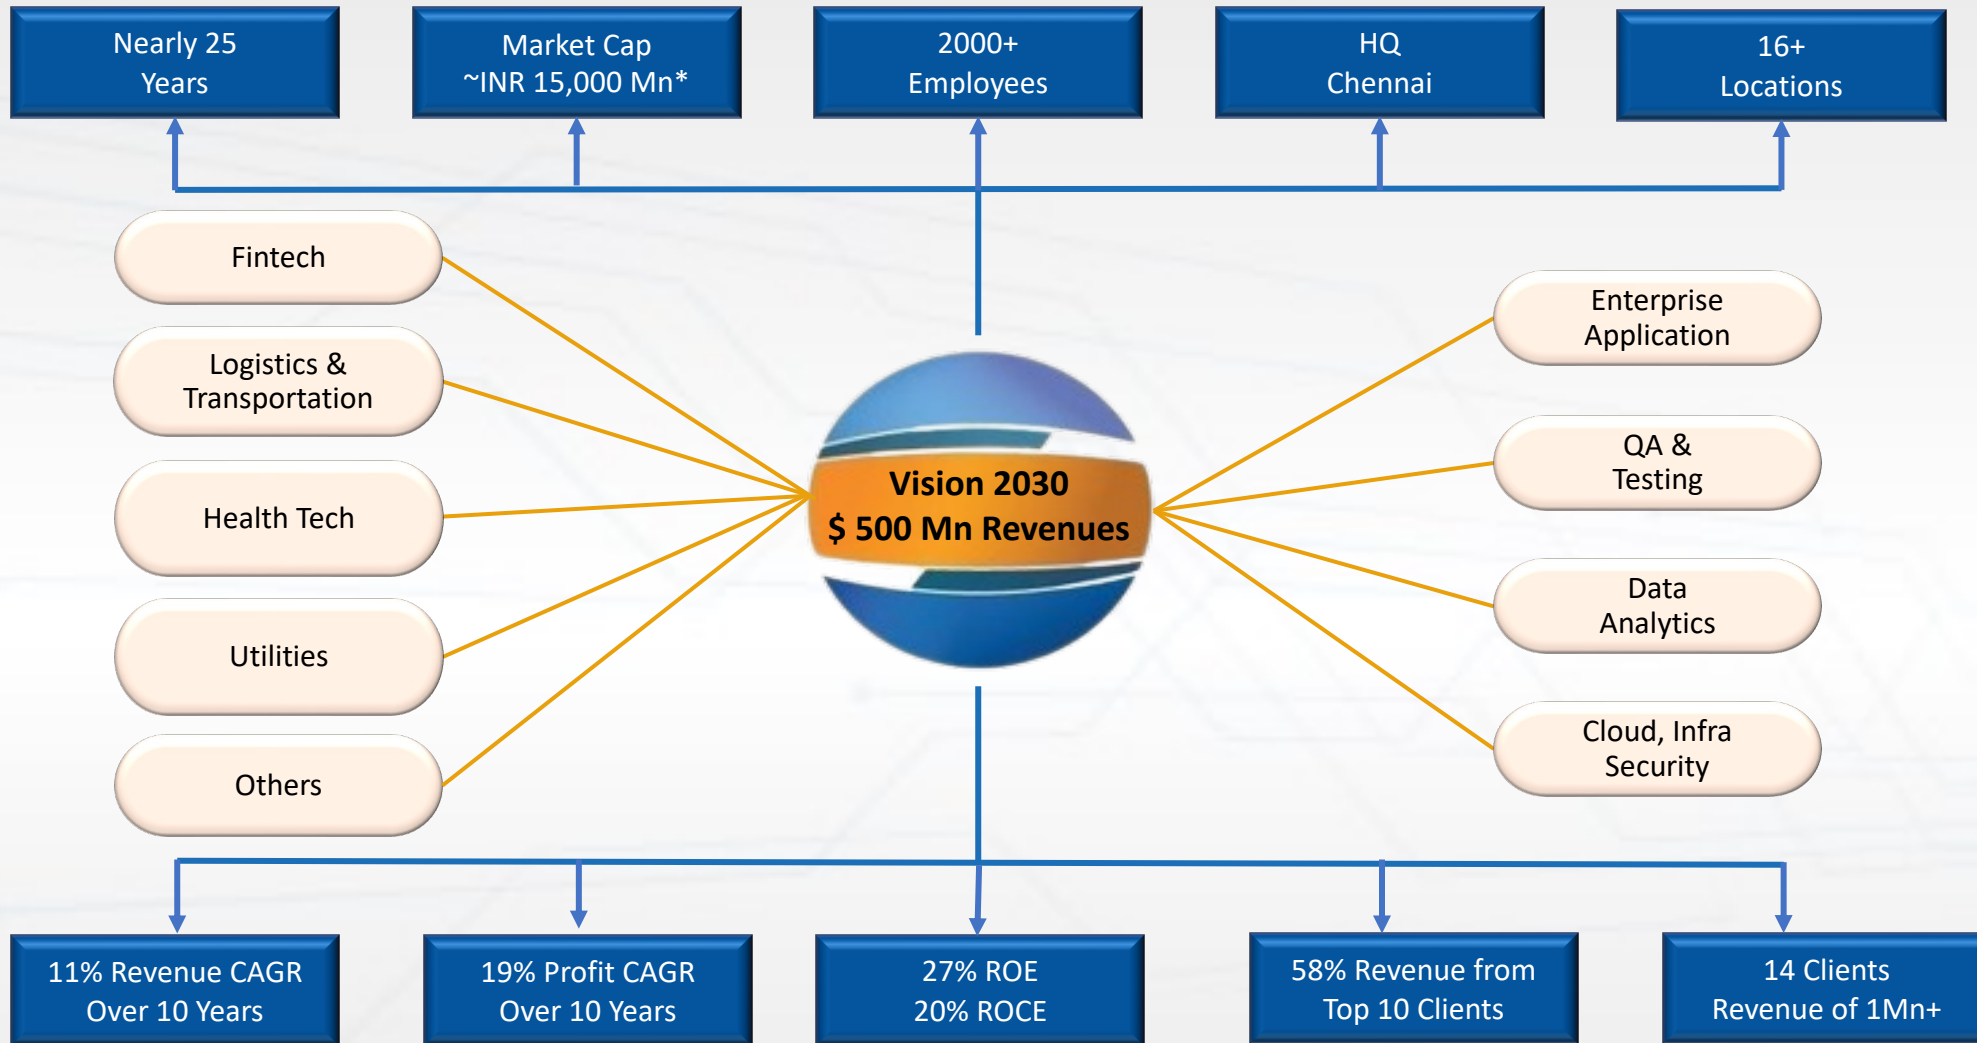 Nearly 25
Years
Market Cap
~INR 15,000 Mn*
2000+
Employees
HQ
Chennai
16+
Locations
Fintech
Logistics &
Transportation
Health Tech
Utilities
Others
Vision 2030
$ 500 Mn Revenues
Enterprise
Application
QA &
Testing
Data
Analytics
Cloud, Infra
Security
11% Revenue CAGR
Over 10 Years
19% Profit CAGR
Over 10 Years
27% ROE
20% ROCE
58% Revenue from
Top 10 Clients
14 Clients
Revenue of 1Mn+